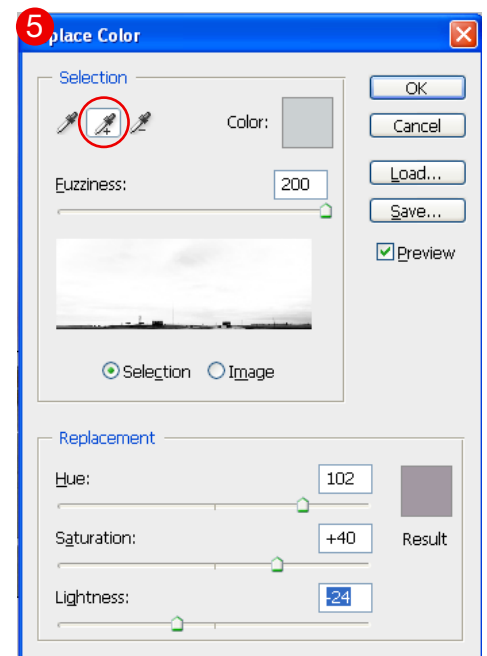 5
place Color
Selection
Color:
Fuzziness:
200
Selection
Image
OK
Cancel
Load...
Save...
Preview
Replacement
Hue:
102
Saturation:
+40
Result
Lightness:
-24